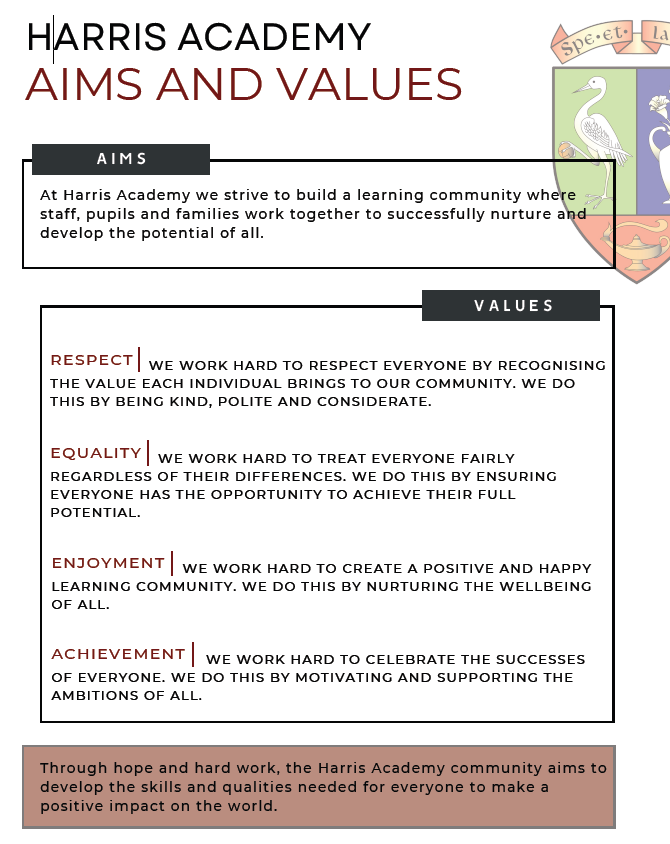 HARRIS ACADEMY
AIMS AND VALUES
Spe·et·la
AIMS
At Harris Academy we strive to build a learning community where
staff, pupils and families work together to successfully nurture and
develop the potential of all.
VALUES
RESPECT WE WORK HARD TO RESPECT EVERYONE BY RECOGNISING
THE VALUE EACH INDIVIDUAL BRINGS TO OUR COMMUNITY. WE DO
THIS BY BEING KIND, POLITE AND CONSIDERATE.
EQUALITY WE WORK HARD TO TREAT EVERYONE FAIRLY
REGARDLESS OF THEIR DIFFERENCES. WE DO THIS BY ENSURING
EVERYONE HAS THE OPPORTUNITY TO ACHIEVE THEIR FULL
POTENTIAL.
ENJOYMENT WE WORK HARD TO CREATE A POSITIVE AND HAPPY
LEARNING COMMUNITY. WE DO THIS BY NURTURING THE WELLBEING
OF ALL.
ACHIEVEMENT WE WORK HARD TO CELEBRATE THE SUCCESSES
OF EVERYONE. WE DO THIS BY MOTIVATING AND SUPPORTING THE
AMBITIONS OF ALL.
Through hope and hard work, the Harris Academy community aims to
develop the skills and qualities needed for everyone to make a
positive impact on the world.